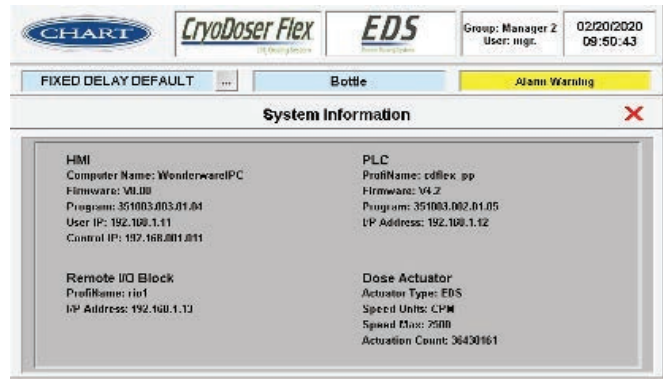 CHART
CryoDoser Flex
EDS
Group: Manager 2
User: mgr.
02/20/2020
09:50:43
FIXED DELAY DEFAULT
...
Bottle
Alarm Warning
System Information
HMI
Computer Name: WonderwareIPC
Firmware: V0.00
Program: 351003.003.01.04
User IP: 192.168.1.11
Control IP: 192.168.001.011
PLC
ProfiName: cdflex_pp
Firmware: V4.2
Program: 351003.002.01.05
I/P Address: 192.168.1.12
Remote I/O Block
ProfiName: rio1
I/P Address: 192.168.1.13
Dose Actuator
Actuator Type: EDS
Speed Units: CPM
Speed Max: 2500
Actuation Count: 36430161